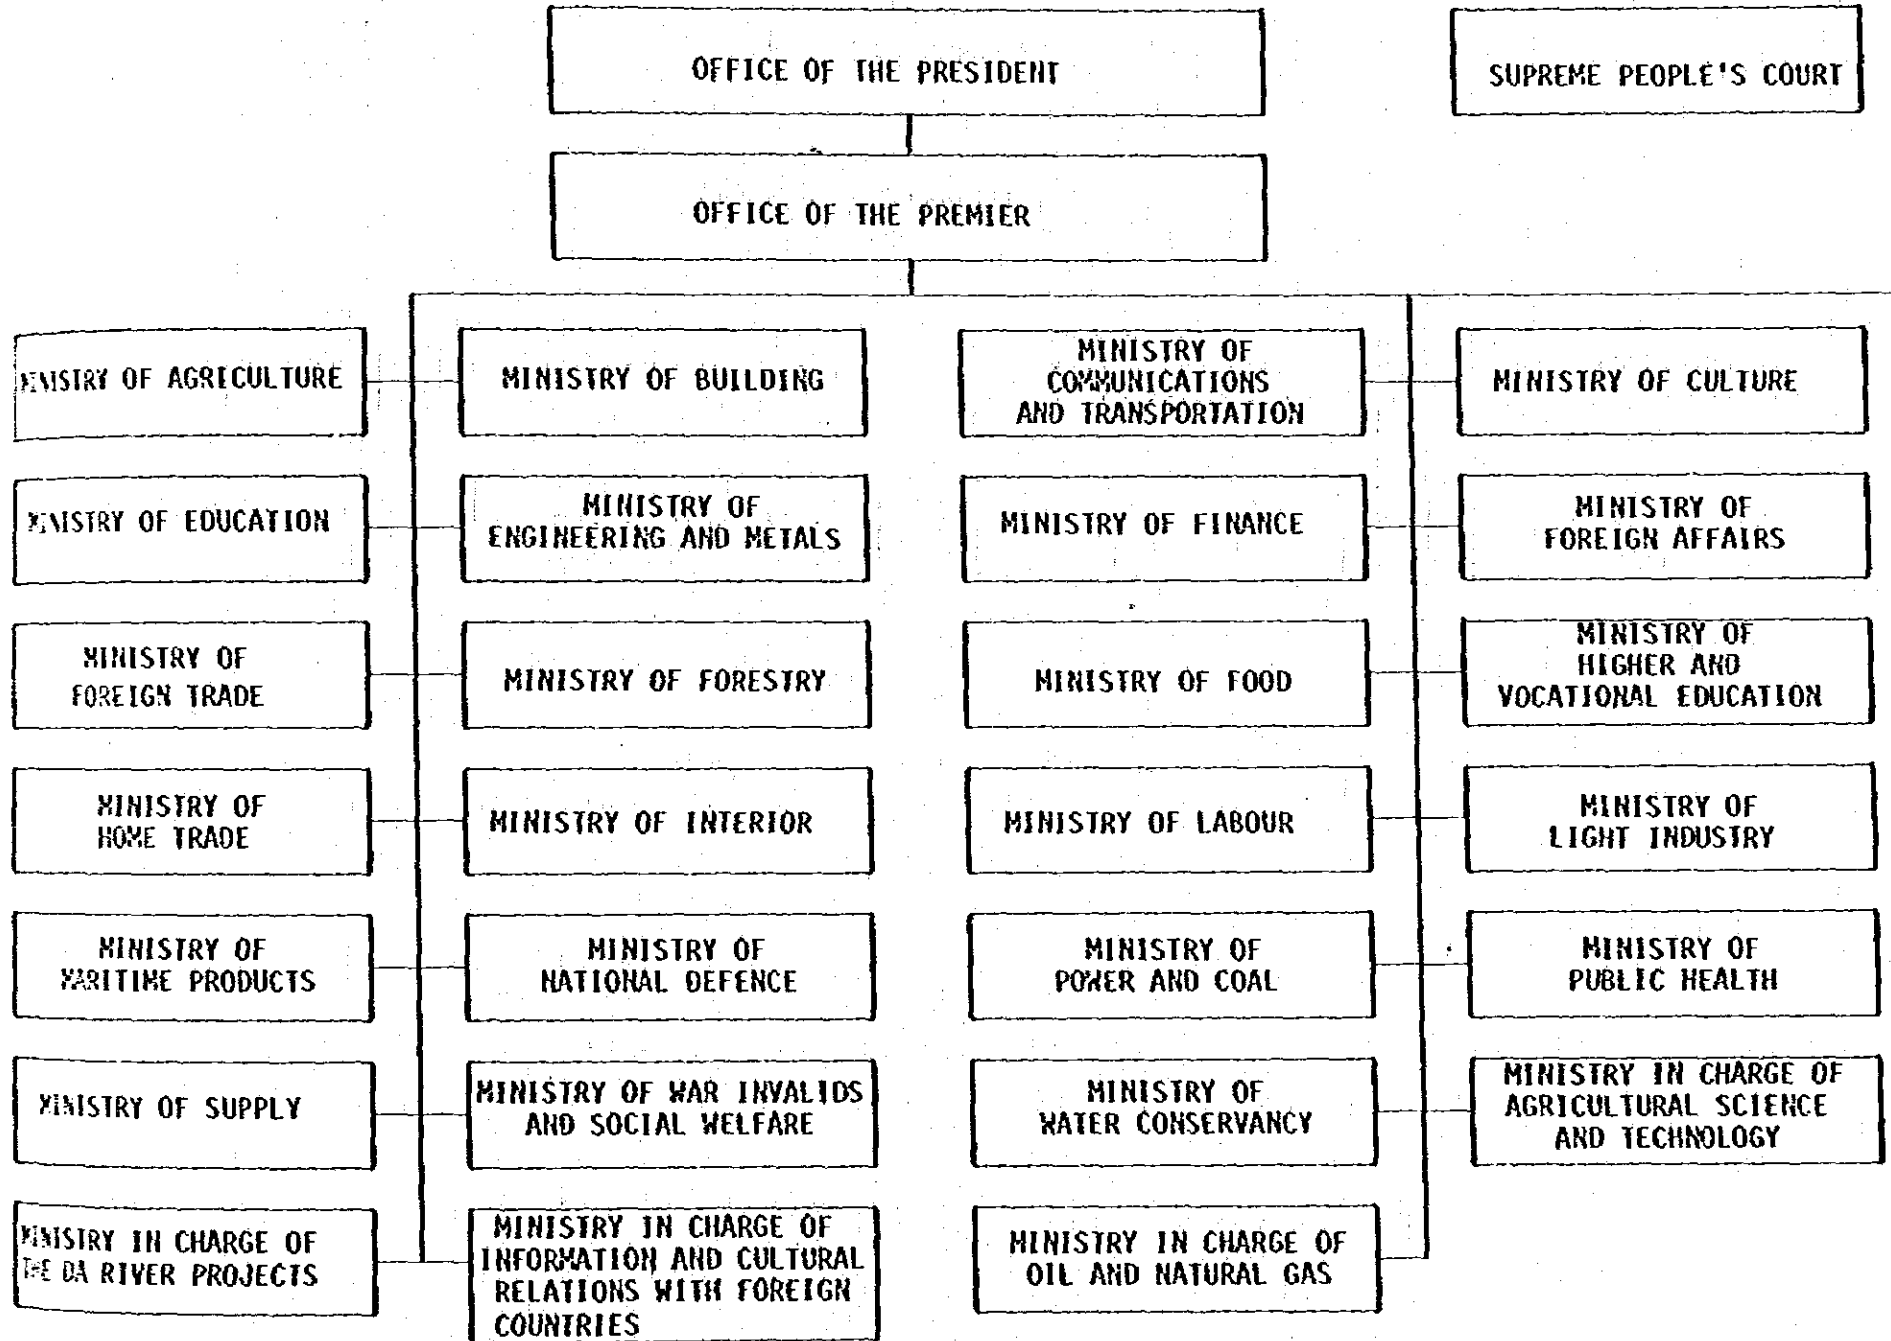 OFFICE OF THE PRESIDENT
SUPREME PEOPLE'S COURT
OFFICE OF THE PREMIER
MINISTRY OF AGRICULTURE
MINISTRY OF BUILDING
MINISTRY OF
COMMUNICATIONS
AND TRANSPORTATION
MINISTRY OF CULTURE
MINISTRY OF EDUCATION
MINISTRY OF
ENGINEERING AND METALS
MINISTRY OF FINANCE
MINISTRY OF
FOREIGN AFFAIRS
MINISTRY OF
FOREIGN TRADE
MINISTRY OF FORESTRY
MINISTRY OF FOOD
MINISTRY OF
HIGHER AND
VOCATIONAL EDUCATION
MINISTRY OF
HOME TRADE
MINISTRY OF INTERIOR
MINISTRY OF LABOUR
MINISTRY OF
LIGHT INDUSTRY
MINISTRY OF
MARITIME PRODUCTS
MINISTRY OF
NATIONAL DEFENCE
MINISTRY OF
POWER AND COAL
MINISTRY OF
PUBLIC HEALTH
MINISTRY OF SUPPLY
MINISTRY OF WAR INVALIDS
AND SOCIAL WELFARE
MINISTRY OF
WATER CONSERVANCY
MINISTRY IN CHARGE OF
AGRICULTURAL SCIENCE
AND TECHNOLOGY
MINISTRY IN CHARGE OF
THE DA RIVER PROJECTS
MINISTRY IN CHARGE OF
INFORMATION AND CULTURAL
RELATIONS WITH FOREIGN
COUNTRIES
MINISTRY IN CHARGE OF
OIL AND NATURAL GAS